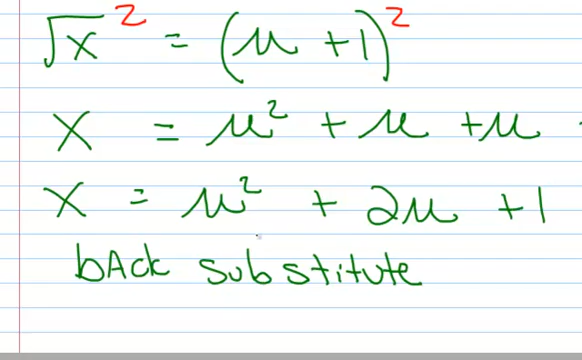 √x² = (u + 1)²
x = u² + u + u
x = u² + 2u + 1
bAck substitute